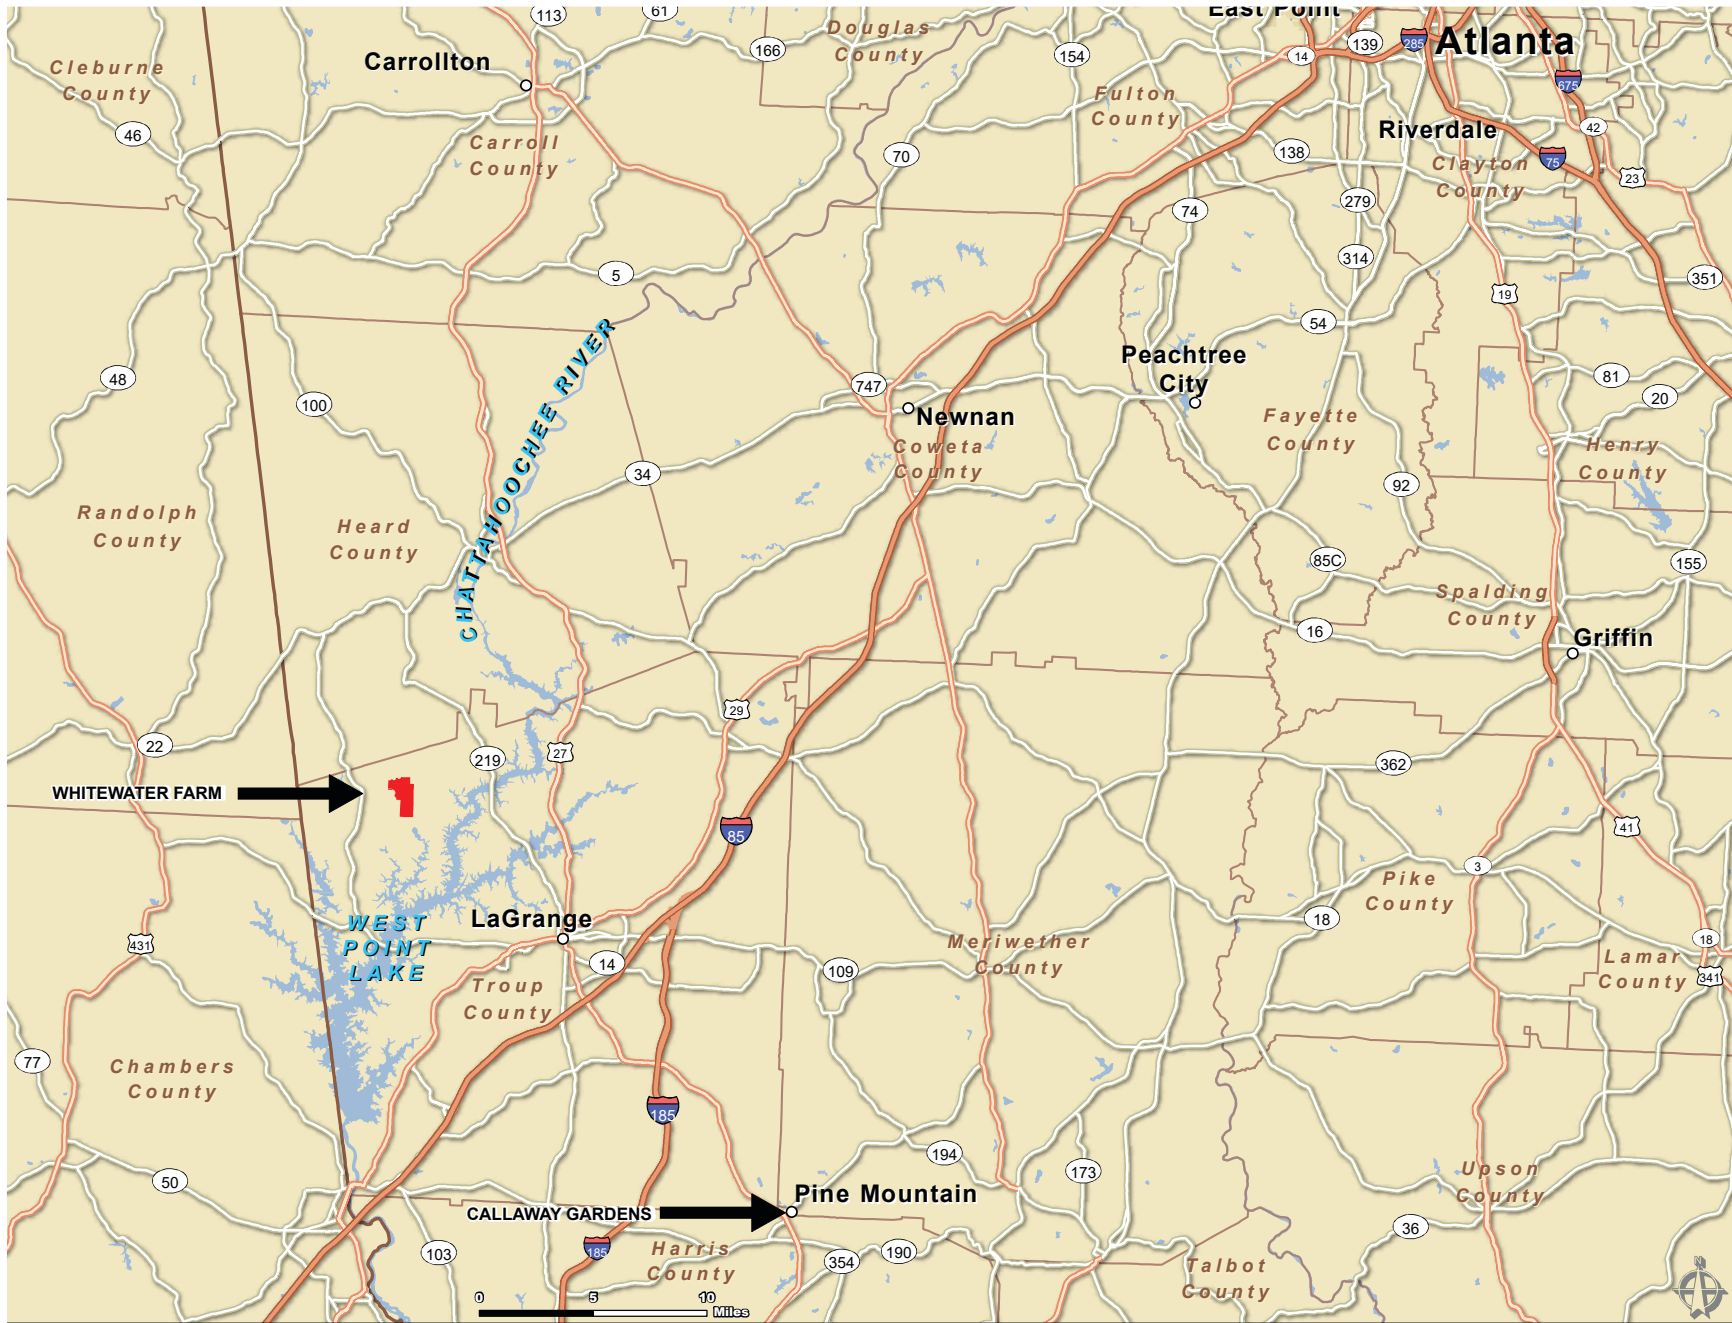 113
61
East Point
Douglas
County
139
285
Atlanta
166
154
14
Carrollton
Cleburne
County
675
Fulton
County
46
Carroll
County
42
Riverdale
70
138
75
Clayton
County
23
74
279
314
5
351
19
54
CHATTAHOOCHEE RIVER
Peachtree
City
48
747
81
20
100
Newnan
Fayette
County
Coweta
County
Henry
County
34
92
Randolph
County
Heard
County
85C
155
Spalding
County
16
Griffin
29
22
219
27
362
WHITEWATER FARM
85
41
3
Pike
County
WEST
POINT
LAKE
LaGrange
18
431
Meriwether
County
18
14
109
Lamar
County
341
Troup
County
77
Chambers
County
185
194
173
50
Upson
County
Pine Mountain
CALLAWAY GARDENS
36
103
185
Harris
County
354
190
Talbot
County
N
0 5 10
Miles